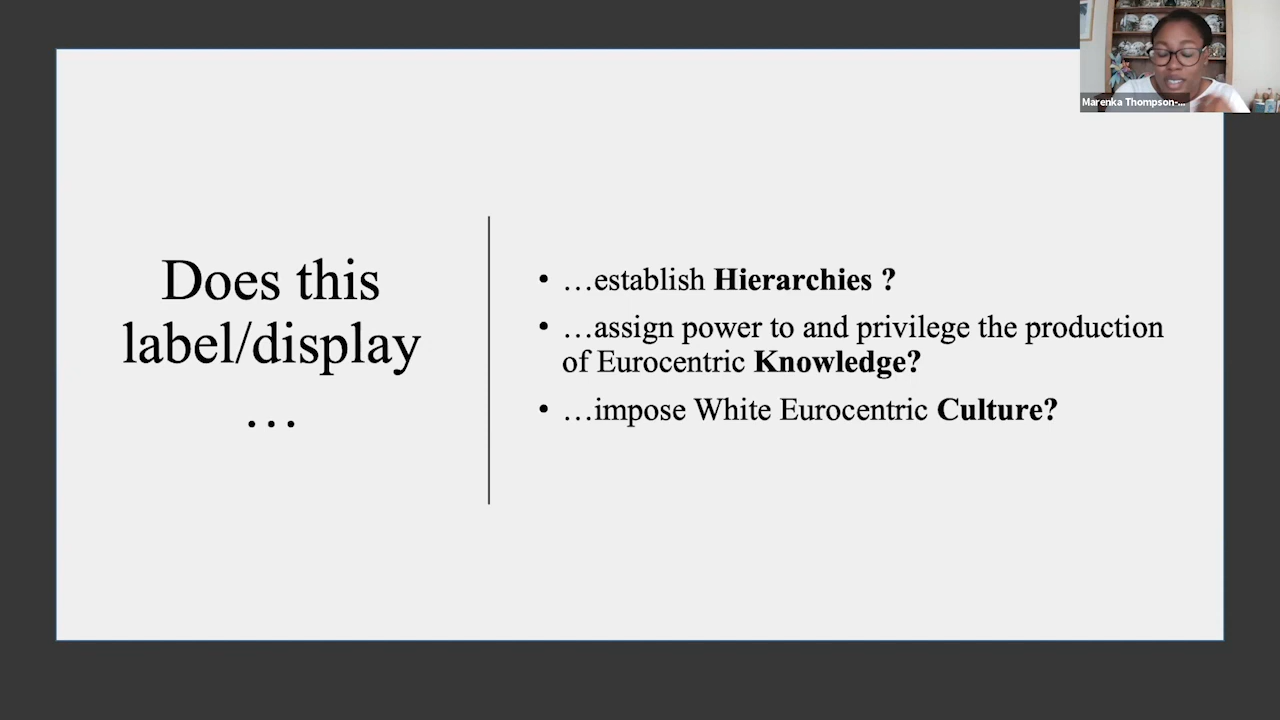 Marenka Thompson-...
Does this
label/display
...
• …establish Hierarchies ?
• …assign power to and privilege the production
of Eurocentric Knowledge?
• …impose White Eurocentric Culture?